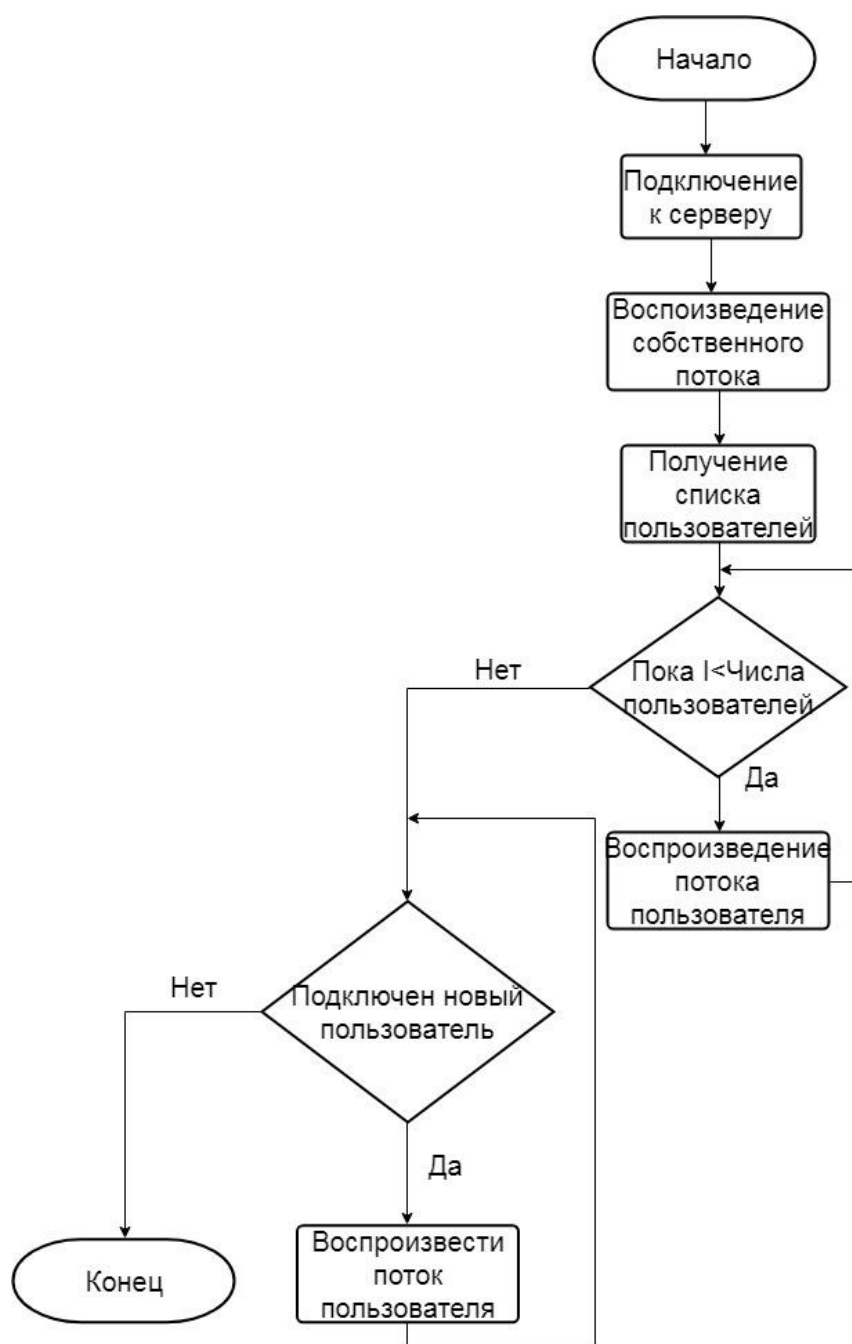 Начало
Подключение
к серверу
Воспоизведение
собственного
потока
Получение
списка
пользователей
Пока I<Числа
пользователей
Нет
Да
Воспроизведение
потока
пользователя
Подключен новый
пользователь
Нет
Да
Воспроизвести
поток
пользователя
Конец